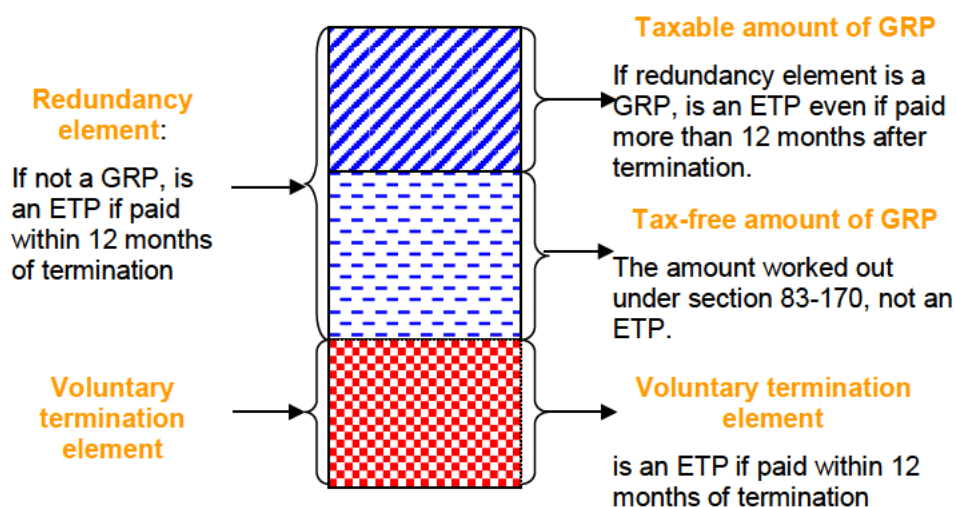 Redundancy
element:
If not a GRP, is
an ETP if paid
within 12 months
of termination
Voluntary
termination
element
Taxable amount of GRP
If redundancy element is a
GRP, is an ETP even if paid
more than 12 months after
termination.
Tax-free amount of GRP
The amount worked out
under section 83-170, not an
ETP.
Voluntary termination
element
is an ETP if paid within 12
months of termination